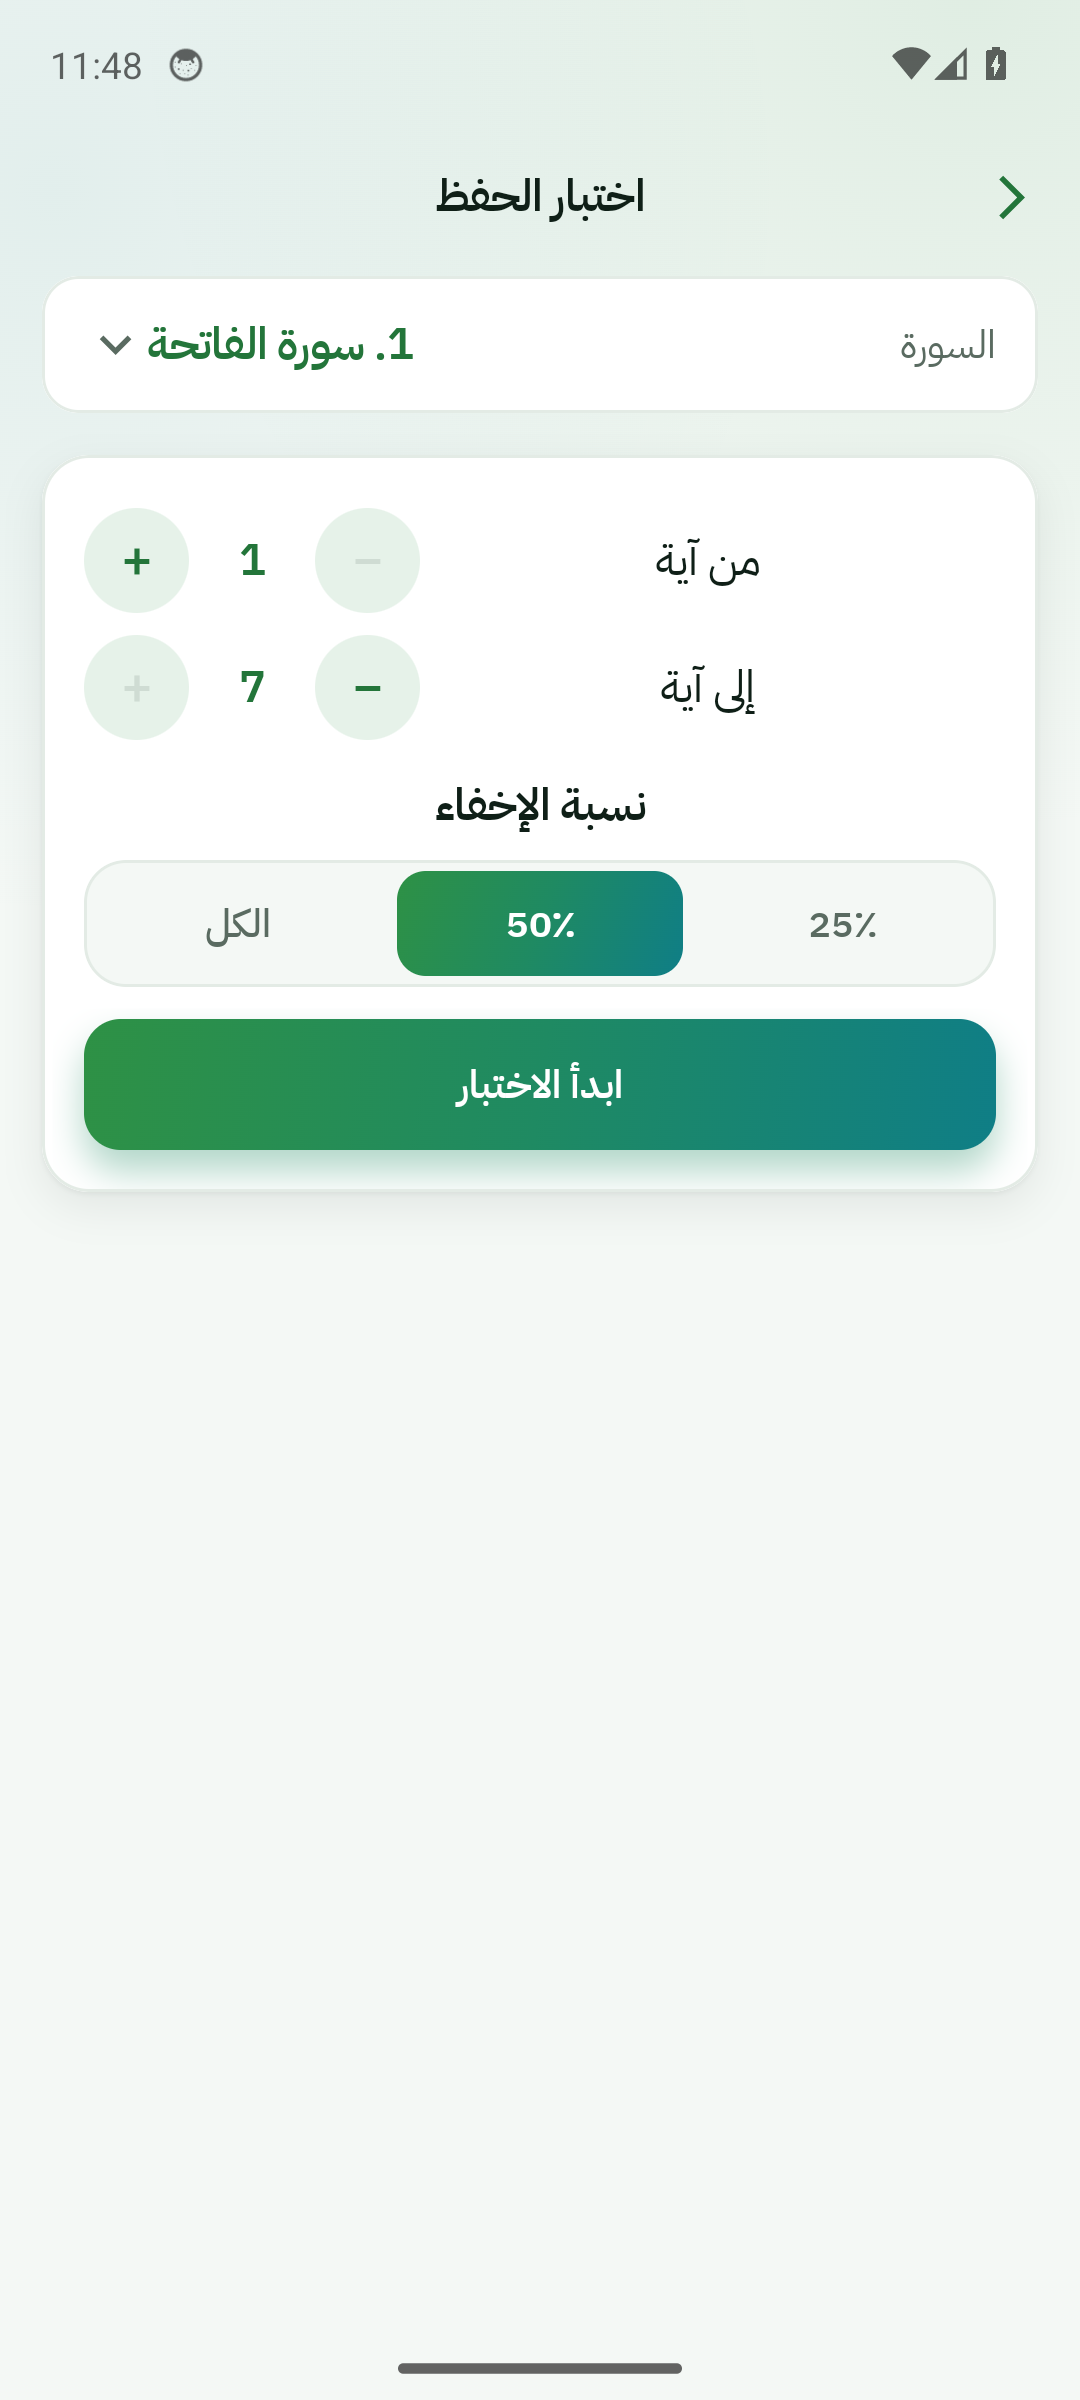 11:48
اختبار الحفظ
السورة 1. سورة الفاتحة
من آية − 1 +
إلى آية − 7 +
نسبة الإخفاء
25٪ 50٪ الكل
ابدأ الاختبار